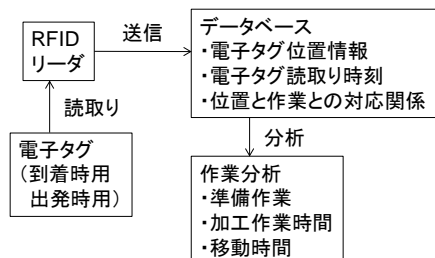 RFID
リーダ
送信
データベース
・電子タグ位置情報
・電子タグ読取り時刻
・位置と作業との対応関係
読取り
分析
電子タグ
（到着時用
出発時用）
作業分析
・準備作業
・加工作業時間
・移動時間